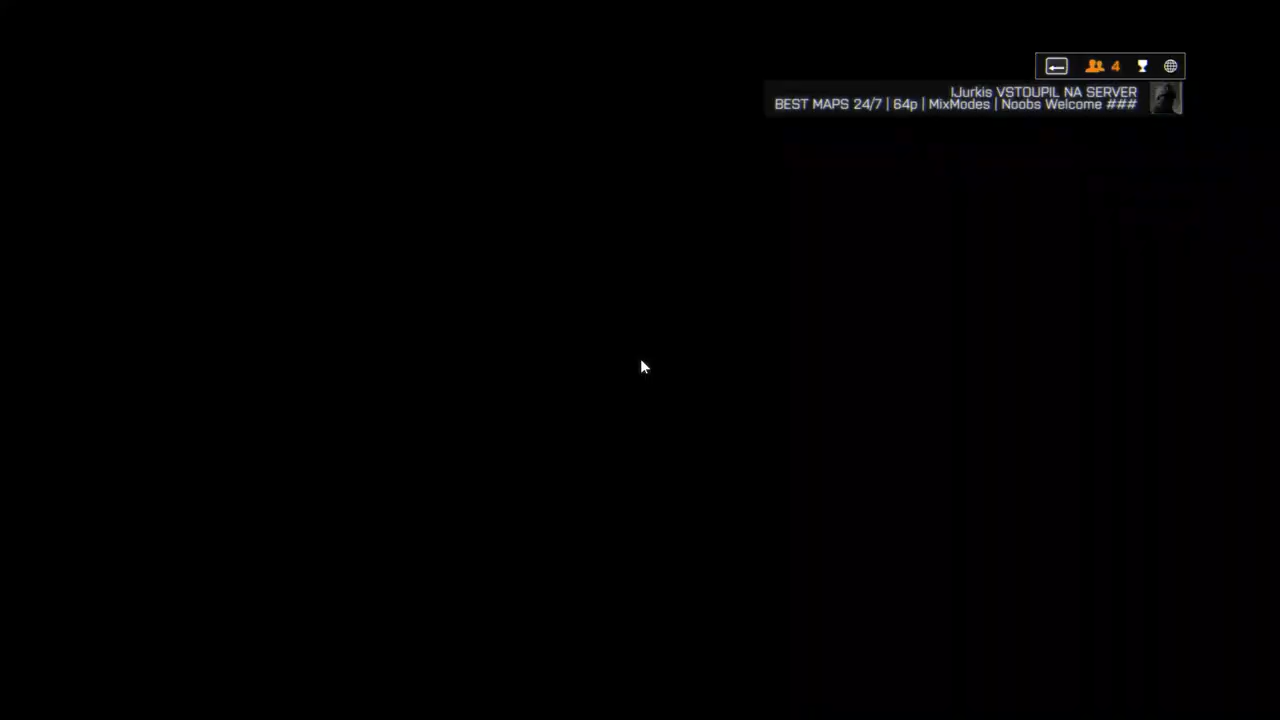 4
IJurkis VSTOUPIL NA SERVER
BEST MAPS 24/7 | 64p | MixModes | Noobs Welcome ###